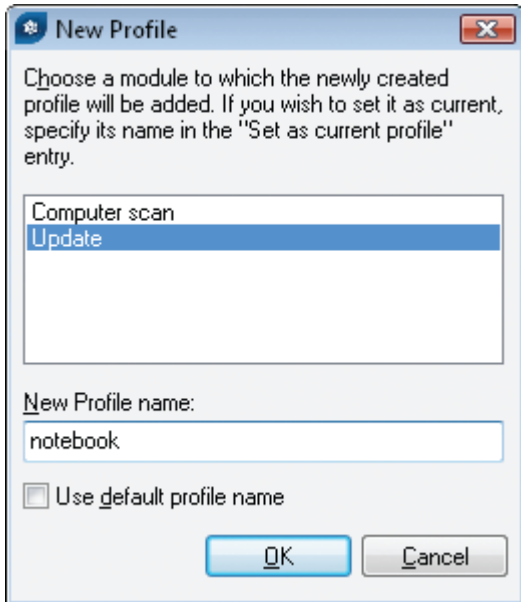 New Profile
Choose a module to which the newly created
profile will be added. If you wish to set it as current,
specify its name in the "Set as current profile"
entry.
Computer scan
Update
New Profile name:
notebook
Use default profile name
OK
Cancel